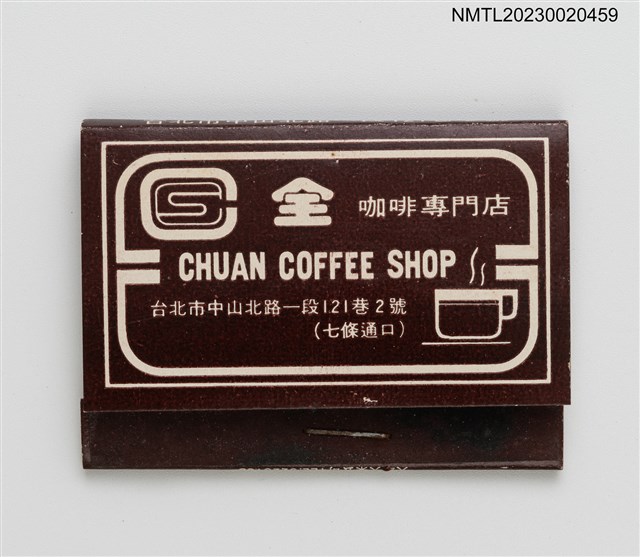 NMTL20230020459
全 咖啡專門店
CHUAN COFFEE SHOP
台北市中山北路一段121巷2號
(七條通口)